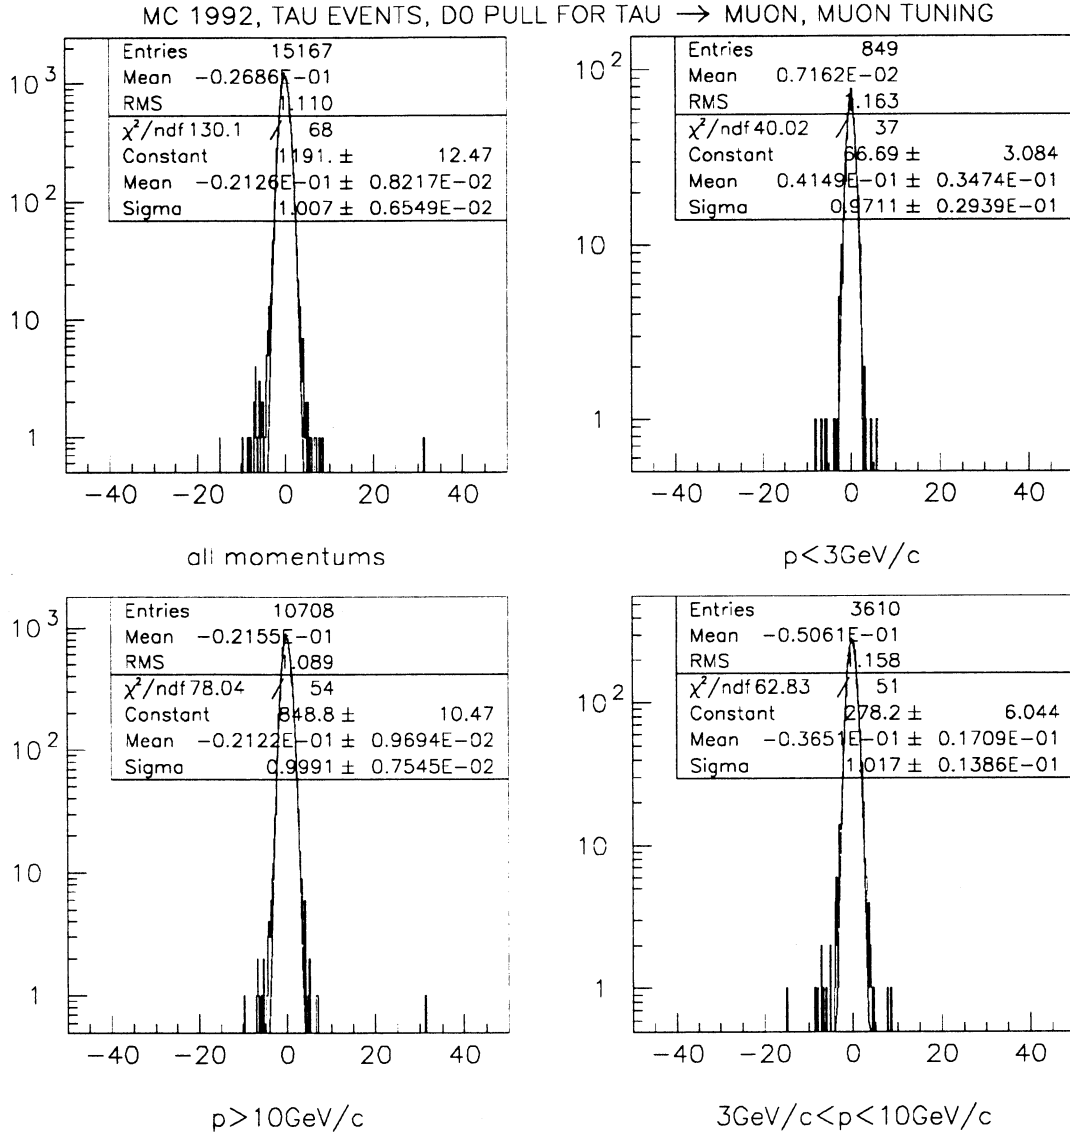 MC 1992, TAU EVENTS, D0 PULL FOR TAU → MUON, MUON TUNING
Entries 15167
Mean -0.2686E-01
RMS 1.110
χ²/ndf 130.1 / 68
Constant 1191. ± 12.47
Mean -0.2126E-01 ± 0.8217E-02
Sigma 1.007 ± 0.6549E-02
10³
10²
10
1
-40 -20 0 20 40
all momentums
Entries 849
Mean 0.7162E-02
RMS 1.163
χ²/ndf 40.02 / 37
Constant 66.69 ± 3.084
Mean 0.4149E-01 ± 0.3474E-01
Sigma 0.9711 ± 0.2939E-01
10²
10
1
-40 -20 0 20 40
p<3GeV/c
Entries 10708
Mean -0.2155E-01
RMS 1.089
χ²/ndf 78.04 / 54
Constant 848.8 ± 10.47
Mean -0.2122E-01 ± 0.9694E-02
Sigma 0.9991 ± 0.7545E-02
10³
10²
10
1
-40 -20 0 20 40
p>10GeV/c
Entries 3610
Mean -0.5061E-01
RMS 1.158
χ²/ndf 62.83 / 51
Constant 278.2 ± 6.044
Mean -0.3651E-01 ± 0.1709E-01
Sigma 1.017 ± 0.1386E-01
10²
10
1
-40 -20 0 20 40
3GeV/c<p<10GeV/c